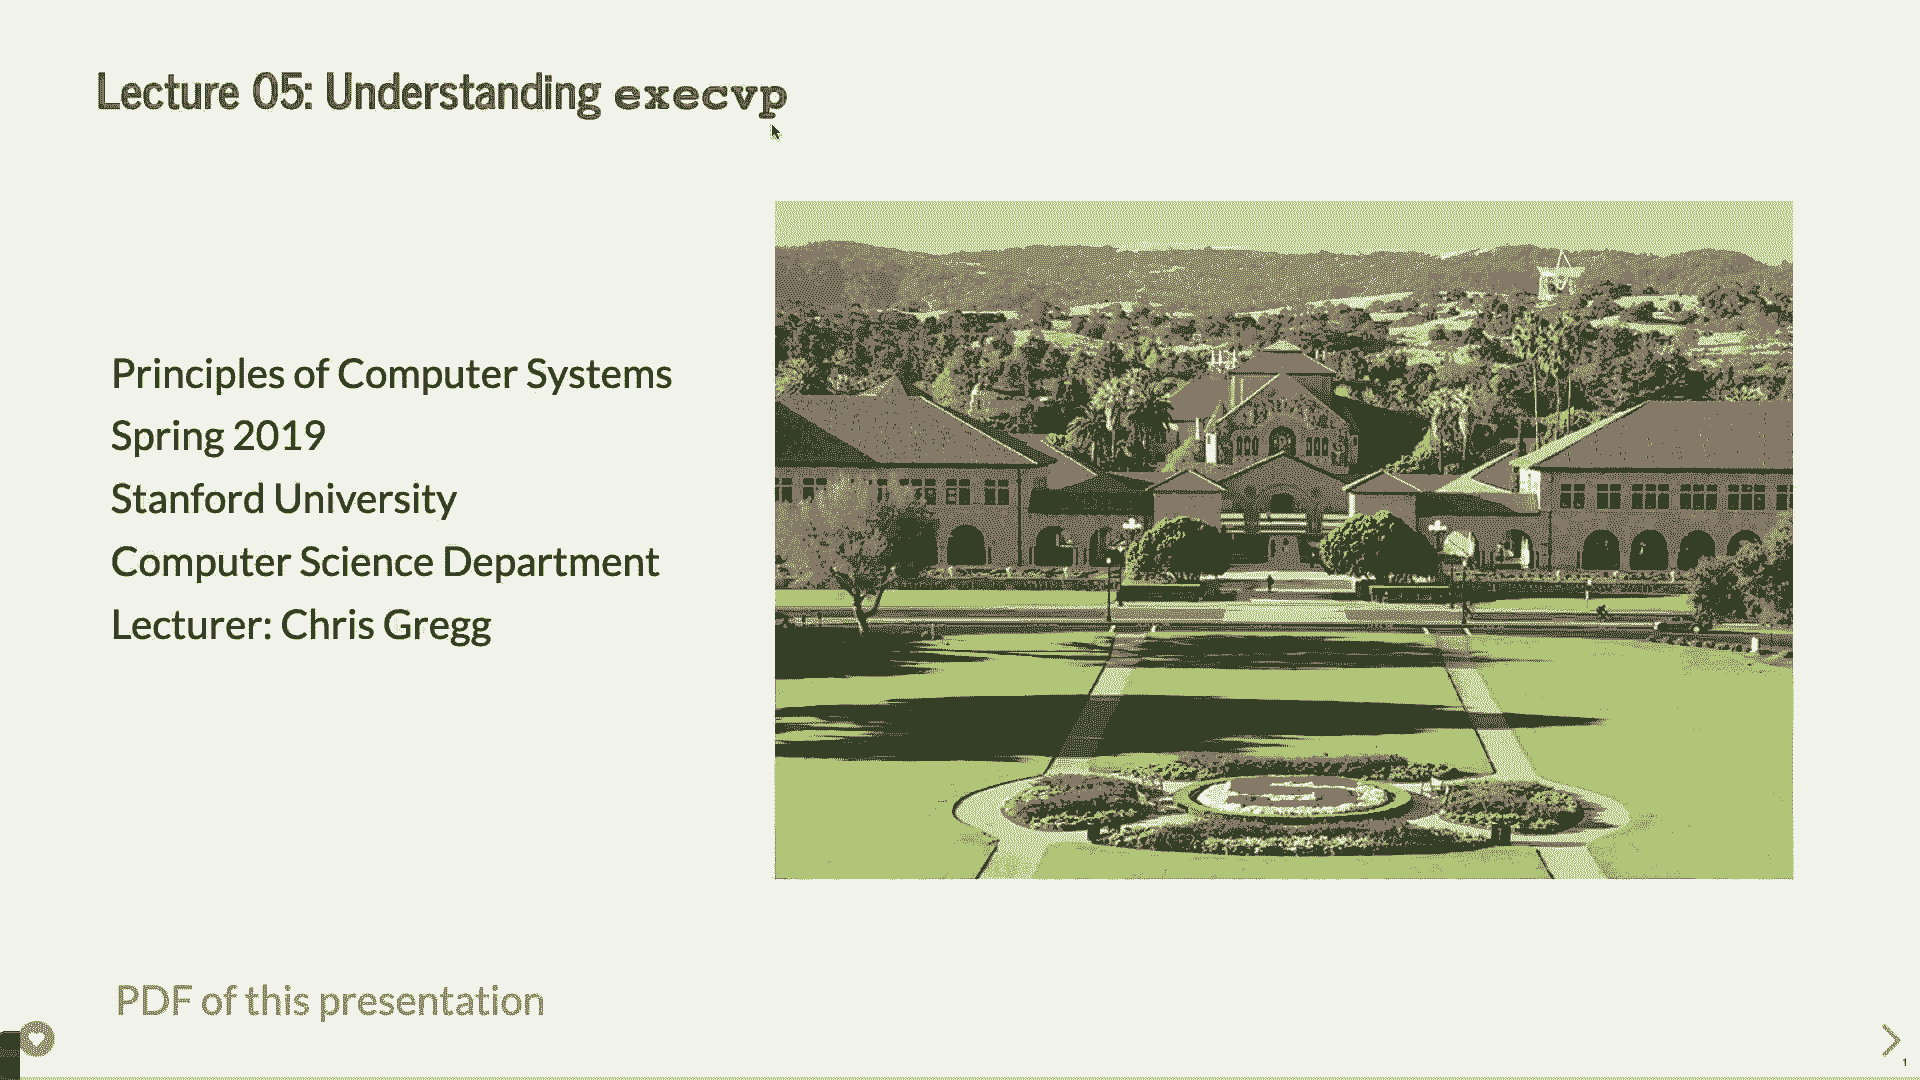 Lecture 05: Understanding execvp
Principles of Computer Systems
Spring 2019
Stanford University
Computer Science Department
Lecturer: Chris Gregg
PDF of this presentation
1